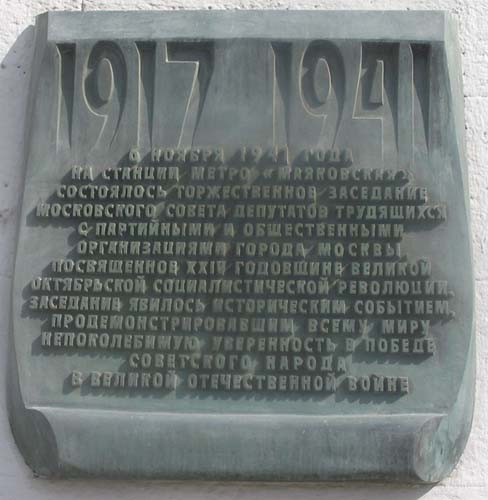 1917 1941
6 НОЯБРЯ 1941 ГОДА
НА СТАНЦИИ МЕТРО «МАЯКОВСКАЯ»
СОСТОЯЛОСЬ ТОРЖЕСТВЕННОЕ ЗАСЕДАНИЕ
МОСКОВСКОГО СОВЕТА ДЕПУТАТОВ ТРУДЯЩИХСЯ
С ПАРТИЙНЫМИ И ОБЩЕСТВЕННЫМИ
ОРГАНИЗАЦИЯМИ ГОРОДА МОСКВЫ,
ПОСВЯЩЕННОЕ XXIV ГОДОВЩИНЕ ВЕЛИКОЙ
ОКТЯБРЬСКОЙ СОЦИАЛИСТИЧЕСКОЙ РЕВОЛЮЦИИ.
ЗАСЕДАНИЕ ЯВИЛОСЬ ИСТОРИЧЕСКИМ СОБЫТИЕМ,
ПРОДЕМОНСТРИРОВАВШИМ ВСЕМУ МИРУ
НЕПОКОЛЕБИМУЮ УВЕРЕННОСТЬ В ПОБЕДЕ
СОВЕТСКОГО НАРОДА
В ВЕЛИКОЙ ОТЕЧЕСТВЕННОЙ ВОЙНЕ